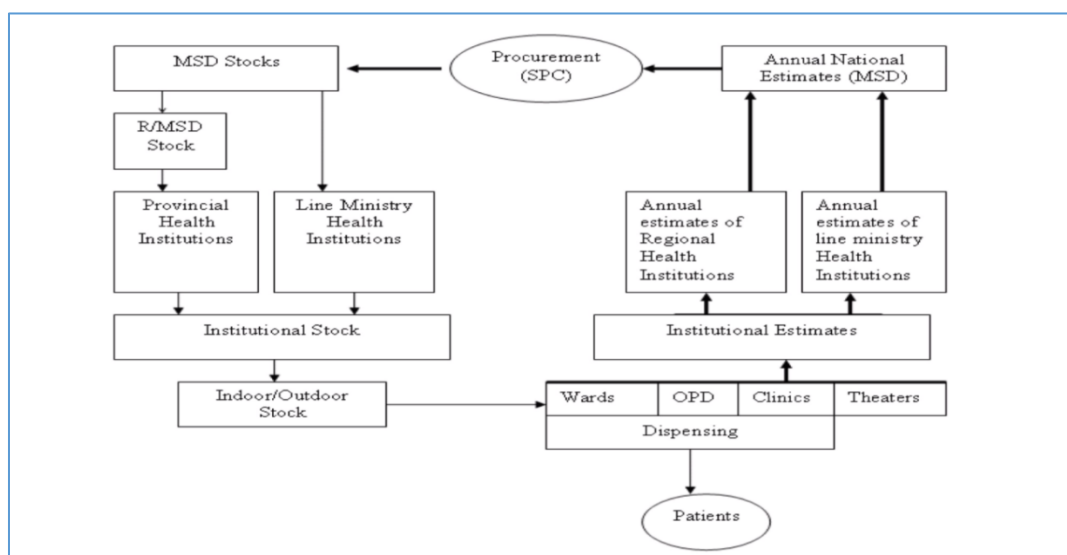 MSD Stocks
Procurement
(SPC)
Annual National
Estimates (MSD)
R/MSD
Stock
Provincial
Health
Institutions
Line Ministry
Health
Institutions
Annual
estimates of
Regional
Health
Institutions
Annual
estimates of
line ministry
Health
Institutions
Institutional Stock
Institutional Estimates
Indoor/Outdoor
Stock
Wards
OPD
Clinics
Theaters
Dispensing
Patients